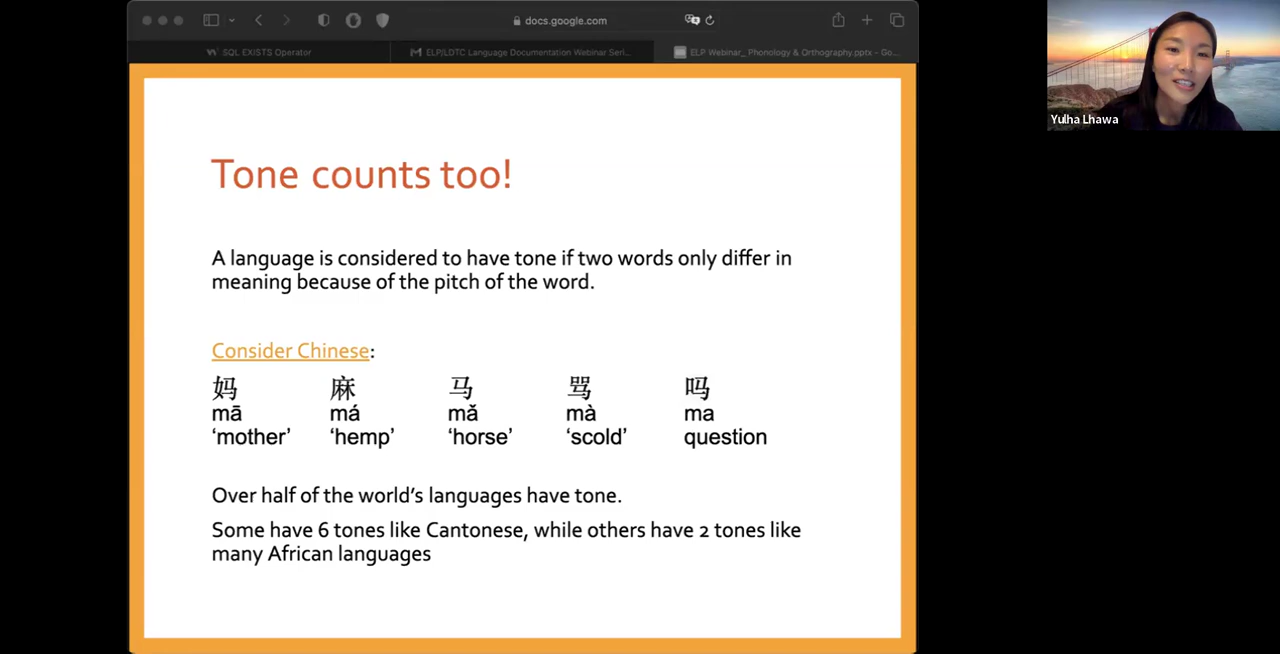 docs.google.com
SQL EXISTS Operator
ELP/LDTC Language Documentation Webinar Seri...
ELP Webinar_ Phonology & Orthography.pptx - Go...
Yulha Lhawa
Tone counts too!
A language is considered to have tone if two words only differ in
meaning because of the pitch of the word.
Consider Chinese:
妈 麻 马 骂 吗
mā má mǎ mà ma
‘mother’ ‘hemp’ ‘horse’ ‘scold’ question
Over half of the world’s languages have tone.
Some have 6 tones like Cantonese, while others have 2 tones like
many African languages